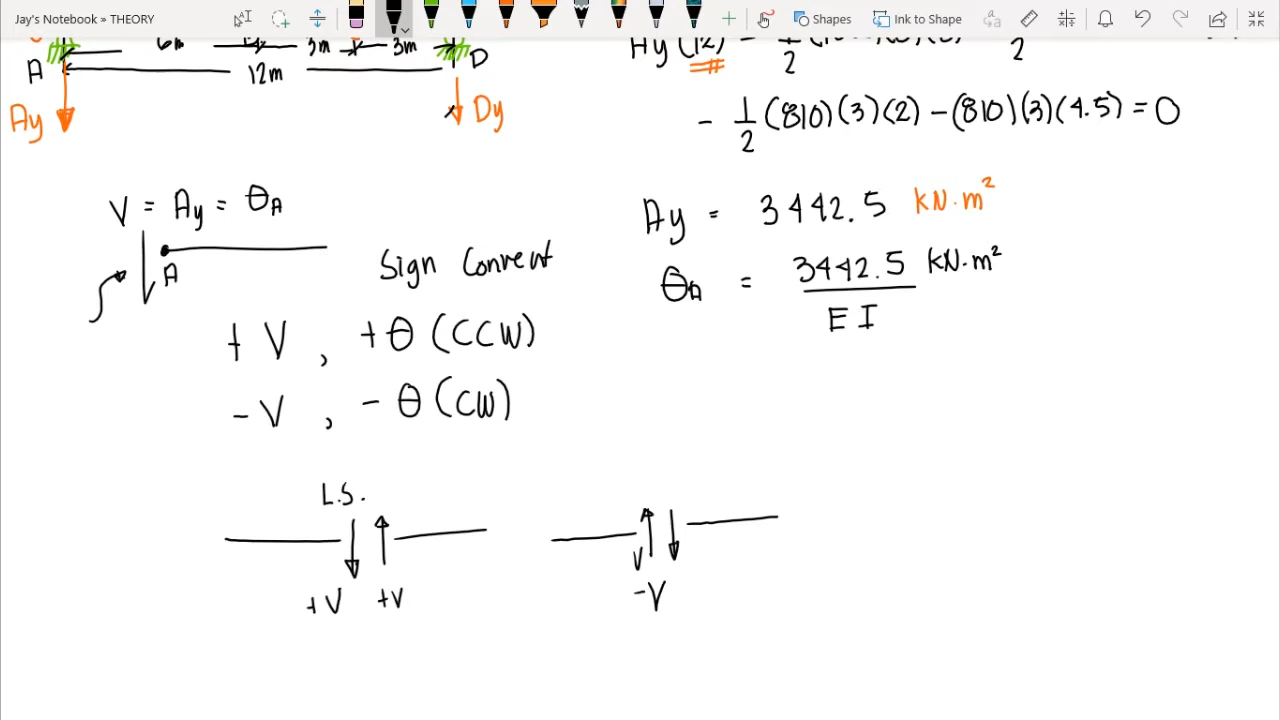 Jay's Notebook » THEORY
Shapes
Ink to Shape
6m 3m 3m
A 12m D
Ay Dy
Ay (12) =
2 2
- 1/2 (810)(3)(2) - (810)(3)(4.5) = 0
V = Ay = θA
A
Sign Convent
+ V , + θ (CCW)
- V , - θ (CW)
Ay = 3442.5 kN·m²
θA = 3442.5 kN·m² / EI
L.S.
+V +V
V
-V